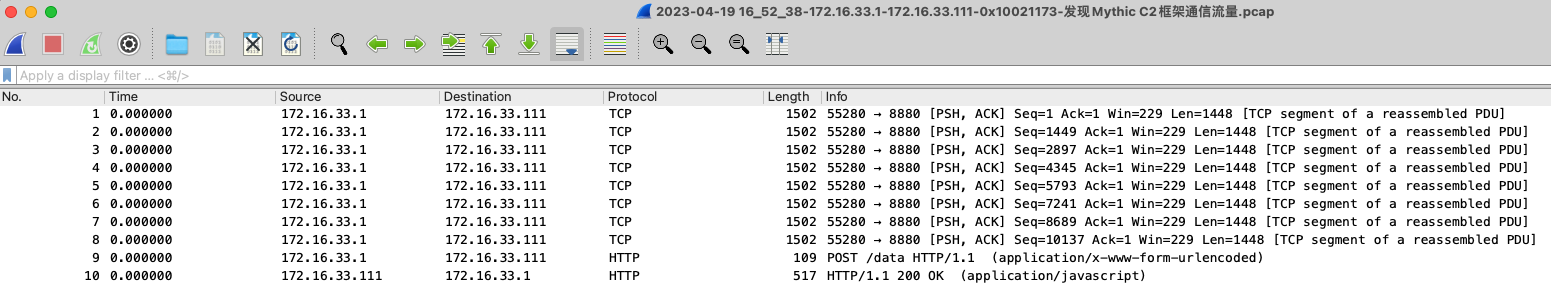 2023-04-19 16_52_38-172.16.33.1-172.16.33.111-0x10021173-发现Mythic C2框架通信流量.pcap
Apply a display filter ... <⌘/>
No. Time Source Destination Protocol Length Info
1 0.000000 172.16.33.1 172.16.33.111 TCP 1502 55280 → 8880 [PSH, ACK] Seq=1 Ack=1 Win=229 Len=1448 [TCP segment of a reassembled PDU]
2 0.000000 172.16.33.1 172.16.33.111 TCP 1502 55280 → 8880 [PSH, ACK] Seq=1449 Ack=1 Win=229 Len=1448 [TCP segment of a reassembled PDU]
3 0.000000 172.16.33.1 172.16.33.111 TCP 1502 55280 → 8880 [PSH, ACK] Seq=2897 Ack=1 Win=229 Len=1448 [TCP segment of a reassembled PDU]
4 0.000000 172.16.33.1 172.16.33.111 TCP 1502 55280 → 8880 [PSH, ACK] Seq=4345 Ack=1 Win=229 Len=1448 [TCP segment of a reassembled PDU]
5 0.000000 172.16.33.1 172.16.33.111 TCP 1502 55280 → 8880 [PSH, ACK] Seq=5793 Ack=1 Win=229 Len=1448 [TCP segment of a reassembled PDU]
6 0.000000 172.16.33.1 172.16.33.111 TCP 1502 55280 → 8880 [PSH, ACK] Seq=7241 Ack=1 Win=229 Len=1448 [TCP segment of a reassembled PDU]
7 0.000000 172.16.33.1 172.16.33.111 TCP 1502 55280 → 8880 [PSH, ACK] Seq=8689 Ack=1 Win=229 Len=1448 [TCP segment of a reassembled PDU]
8 0.000000 172.16.33.1 172.16.33.111 TCP 1502 55280 → 8880 [PSH, ACK] Seq=10137 Ack=1 Win=229 Len=1448 [TCP segment of a reassembled PDU]
9 0.000000 172.16.33.1 172.16.33.111 HTTP 109 POST /data HTTP/1.1 (application/x-www-form-urlencoded)
10 0.000000 172.16.33.111 172.16.33.1 HTTP 517 HTTP/1.1 200 OK (application/javascript)